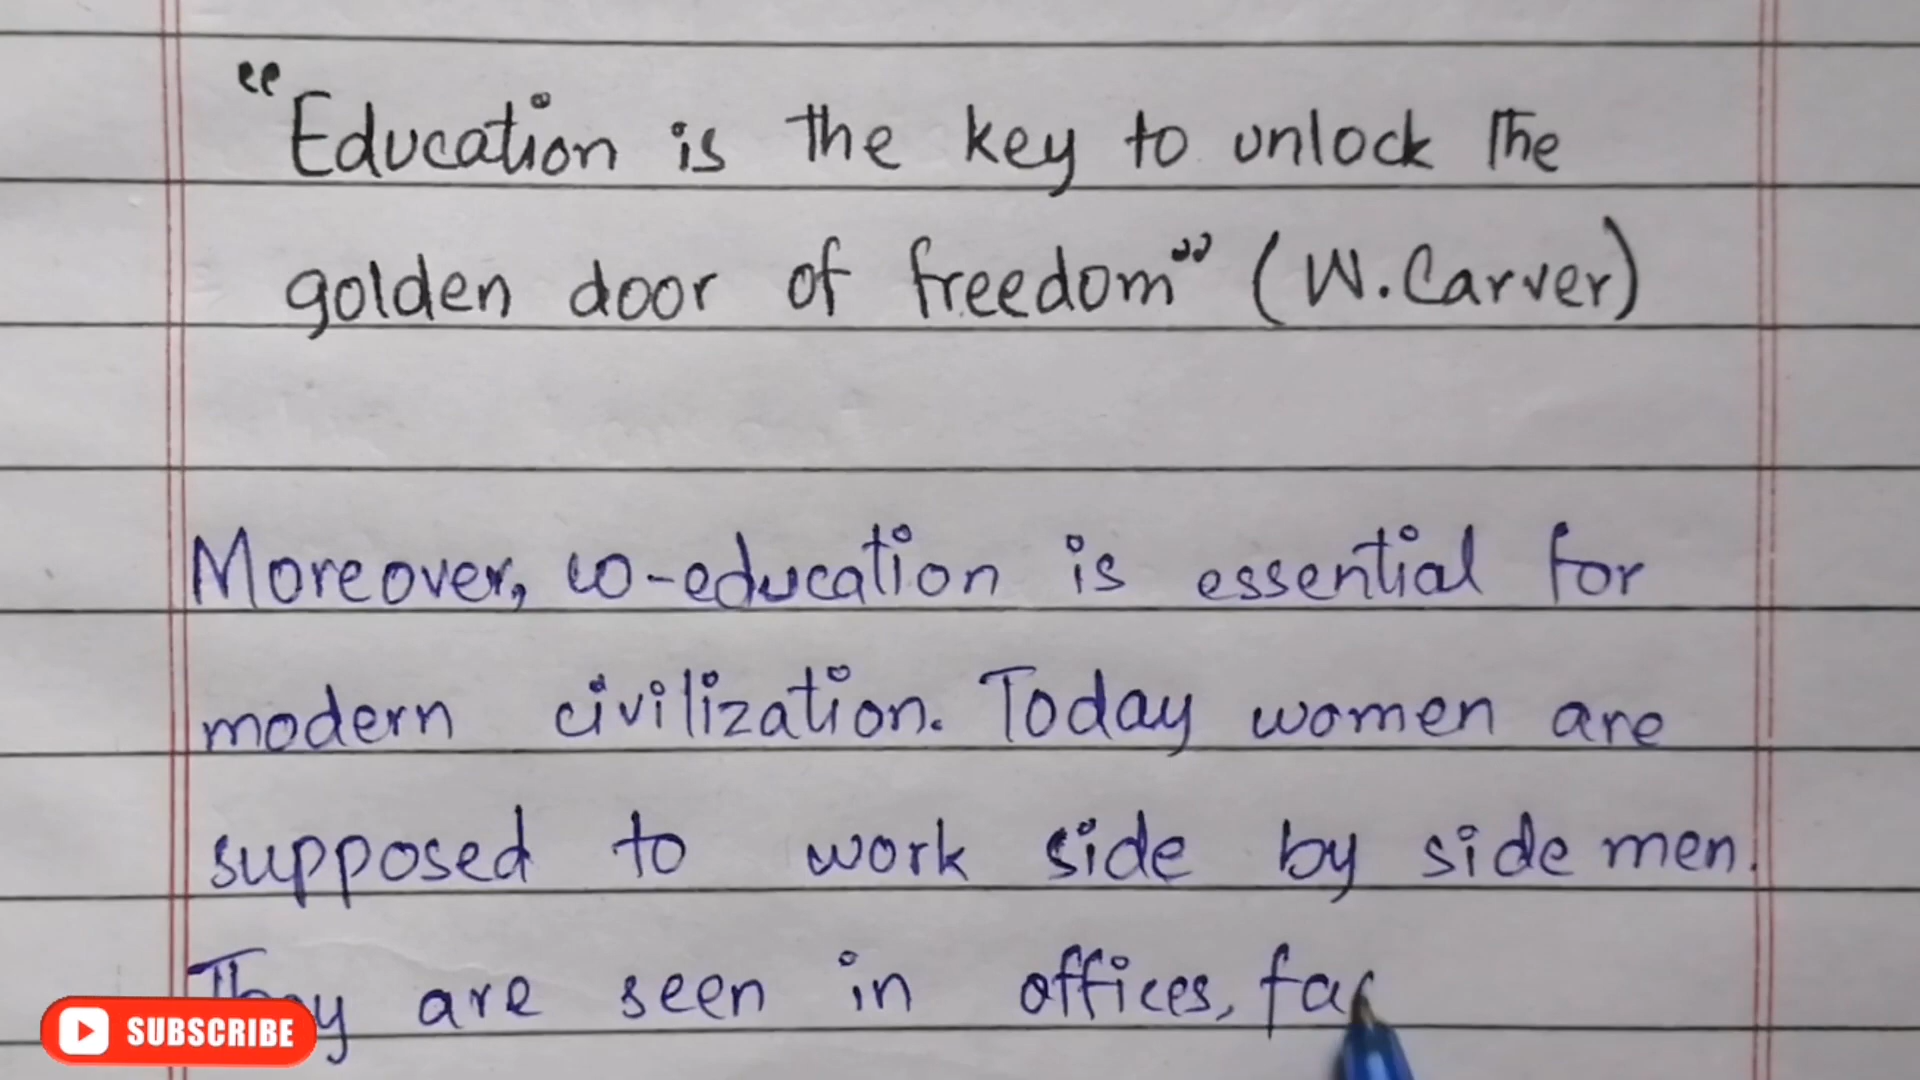 "Education is the key to unlock the
golden door of freedom" (W. Carver)
Moreover, co-education is essential for
modern civilization. Today women are
supposed to work side by side men.
They are seen in offices, fac
SUBSCRIBE